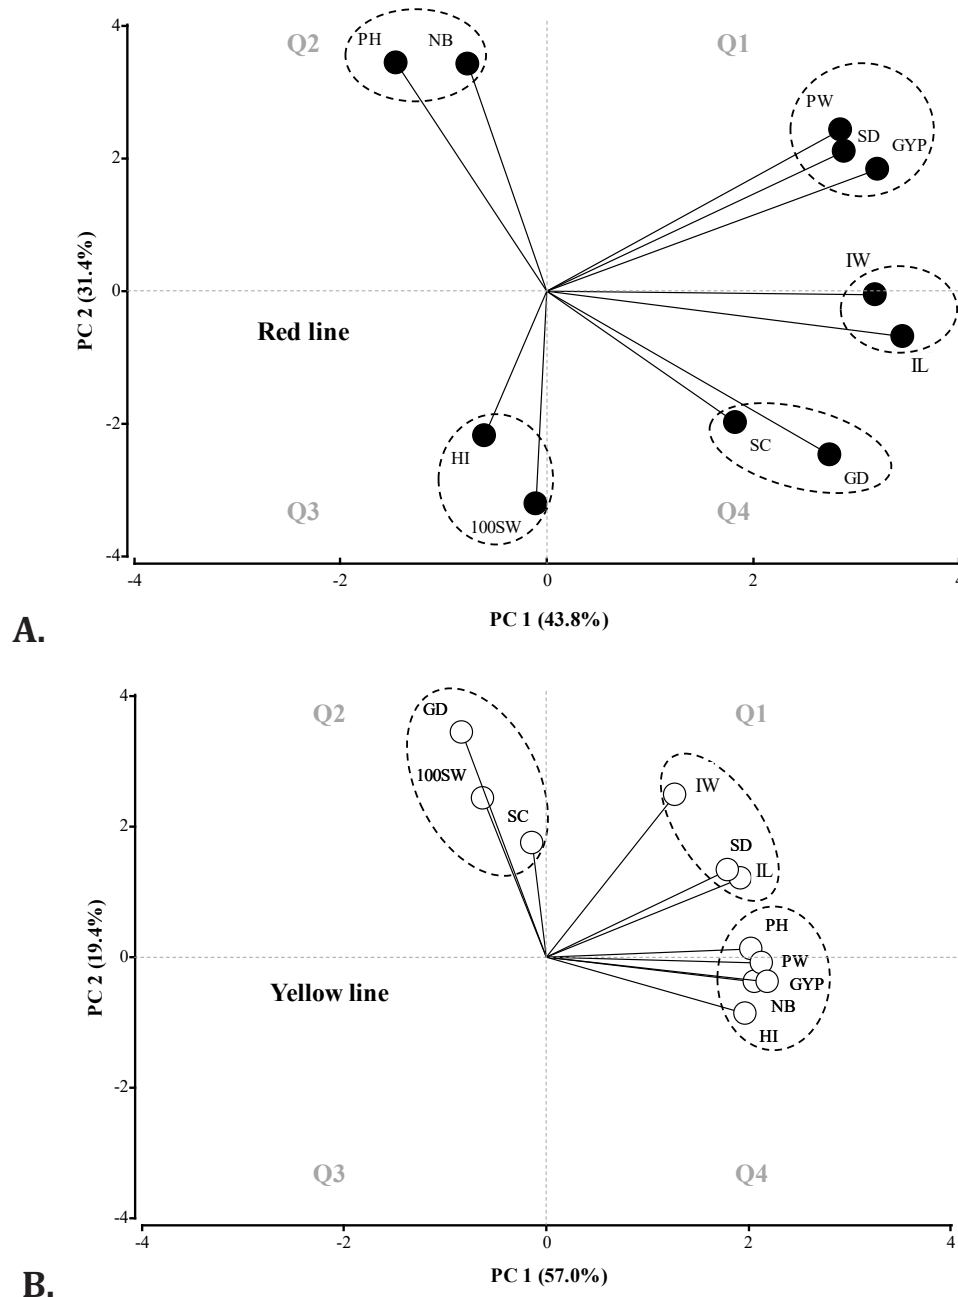 4
Q2
Q1
PH
NB
PW
SD
GYP
2
IW
0
Red line
IL
PC 2 (31.4%)
-2
SC
HI
GD
Q3
100SW
Q4
-4
-4
-2
0
2
4
PC 1 (43.8%)
A.
4
Q2
Q1
GD
100SW
IW
SC
2
SD
IL
PH
0
PW
Yellow line
GYP
NB
HI
PC 2 (19.4%)
-2
Q3
Q4
-4
-4
-2
0
2
4
PC 1 (57.0%)
B.